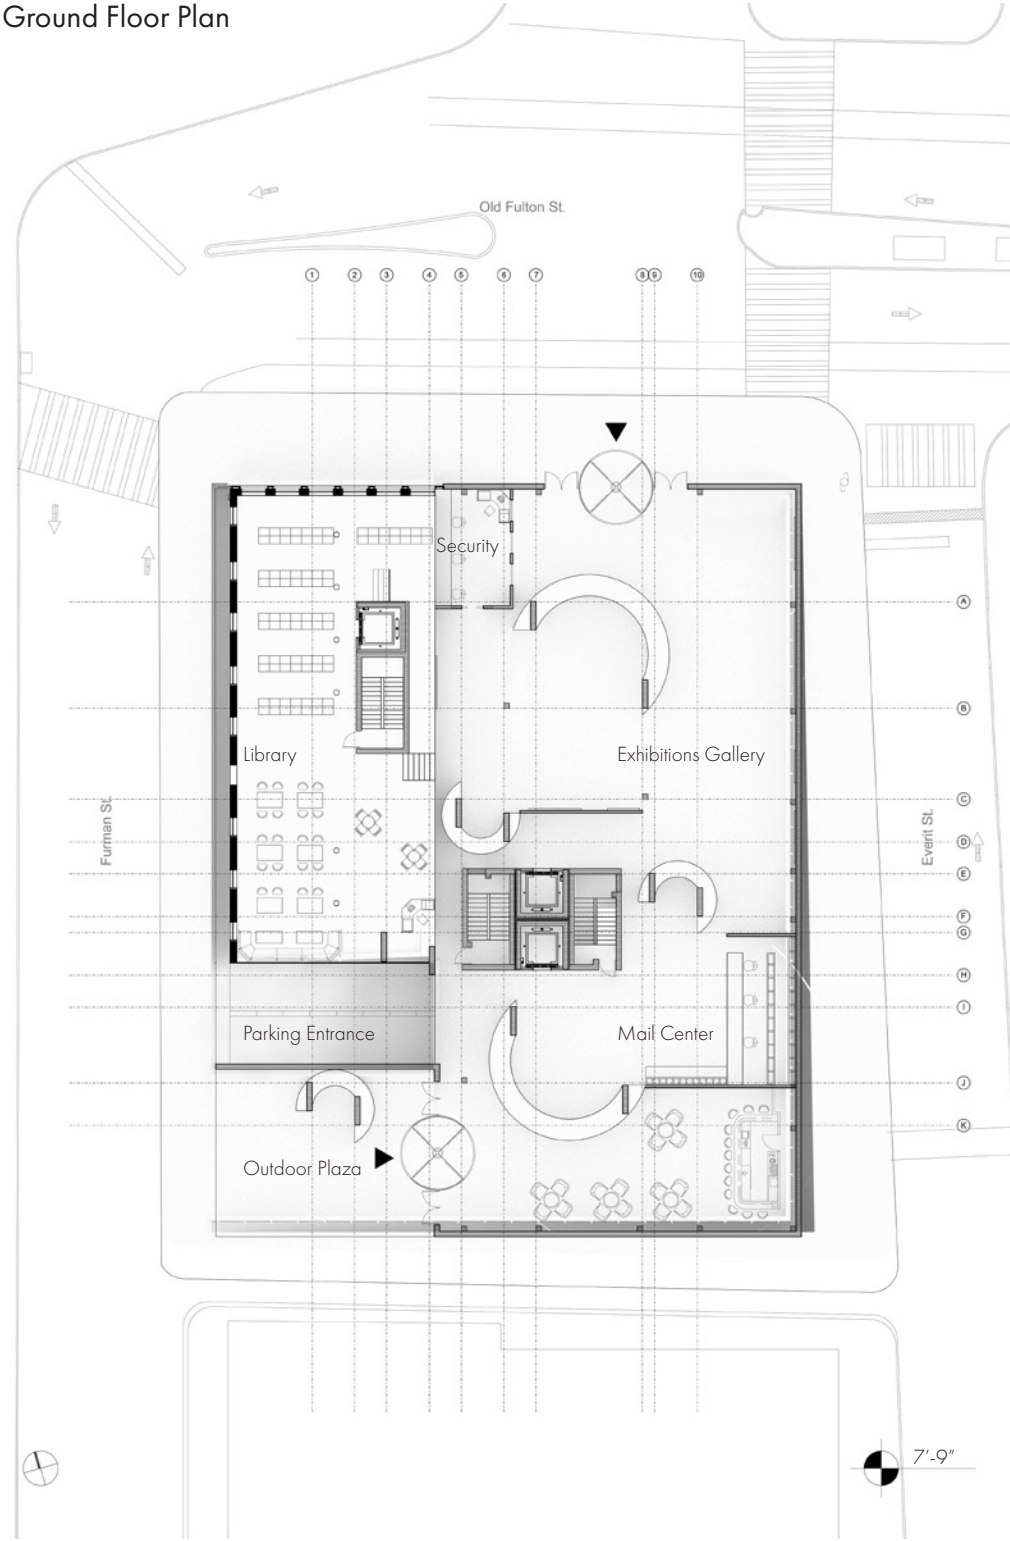 Ground Floor Plan
Old Fulton St.
1 2 3 4 5 6 7 8 9 10
Security
A
B
Library
Exhibitions Gallery
C
Furman St.
Everit St.
D
E
F
G
H
I
Parking Entrance
Mail Center
J
K
Outdoor Plaza
7'-9"